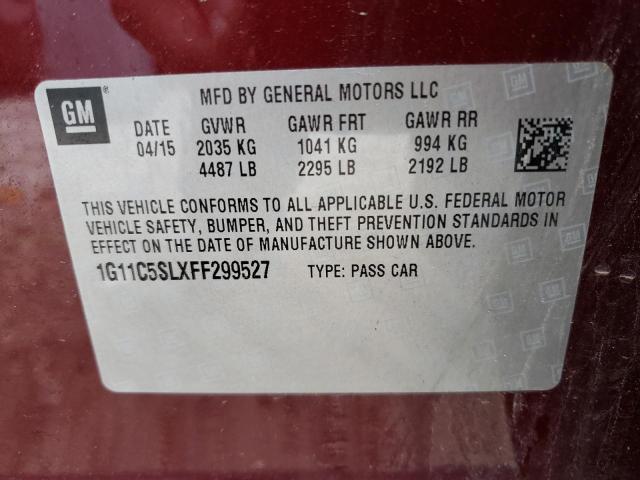 GM
®
MFD BY GENERAL MOTORS LLC
DATE GVWR GAWR FRT GAWR RR
04/15 2035 KG 1041 KG 994 KG
4487 LB 2295 LB 2192 LB
THIS VEHICLE CONFORMS TO ALL APPLICABLE U.S. FEDERAL MOTOR
VEHICLE SAFETY, BUMPER, AND THEFT PREVENTION STANDARDS IN
EFFECT ON THE DATE OF MANUFACTURE SHOWN ABOVE.
1G11C5SLXFF299527 TYPE: PASS CAR